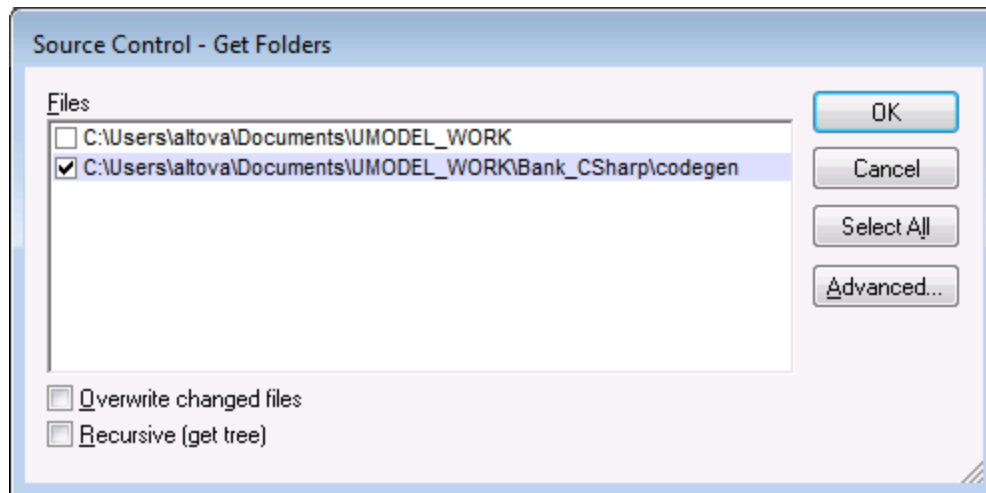 Source Control - Get Folders
Files
C:\Users\altova\Documents\UMODEL_WORK
C:\Users\altova\Documents\UMODEL_WORK\Bank_CSharp\codegen
OK
Cancel
Select All
Advanced...
Overwrite changed files
Recursive (get tree)